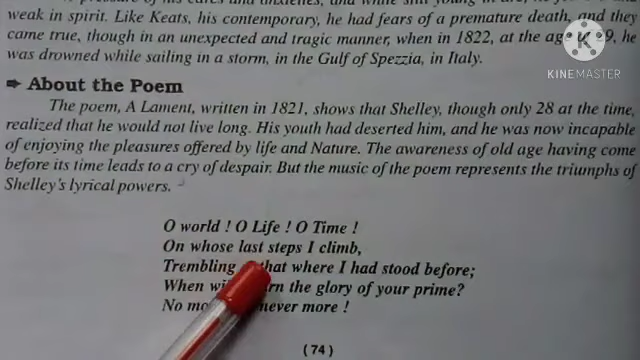 weak in spirit. Like Keats, his contemporary, he had fears of a premature death, and they
came true, though in an unexpected and tragic manner, when in 1822, at the age 29, he
was drowned while sailing in a storm, in the Gulf of Spezzia, in Italy.
KINEMASTER
➨ About the Poem
The poem, A Lament, written in 1821, shows that Shelley, though only 28 at the time,
realized that he would not live long. His youth had deserted him, and he was now incapable
of enjoying the pleasures offered by life and Nature. The awareness of old age having come
before its time leads to a cry of despair. But the music of the poem represents the triumphs of
Shelley's lyrical powers.
O world ! O Life ! O Time !
On whose last steps I climb,
Trembling that where I had stood before;
When the glory of your prime?
No never more !
( 74 )